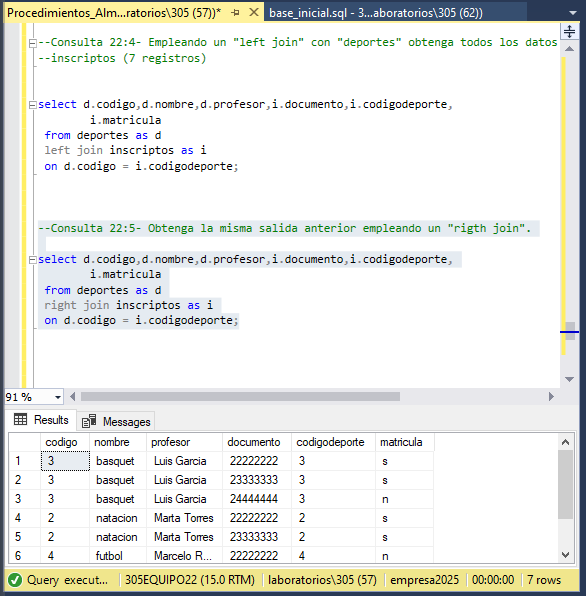 Procedimientos_Alm...ratorios\305 (57))* base_inicial.sql - 3...aboratorios\305 (62))
--Consulta 22:4- Empleando un "left join" con "deportes" obtenga todos los datos
--inscriptos (7 registros)
select d.codigo,d.nombre,d.profesor,i.documento,i.codigodeporte,
i.matricula
from deportes as d
left join inscriptos as i
on d.codigo = i.codigodeporte;
--Consulta 22:5- Obtenga la misma salida anterior empleando un "rigth join".
select d.codigo,d.nombre,d.profesor,i.documento,i.codigodeporte,
i.matricula
from deportes as d
right join inscriptos as i
on d.codigo = i.codigodeporte;
91 %
Results Messages
codigo nombre profesor documento codigodeporte matricula
1 3 basquet Luis Garcia 22222222 3 s
2 3 basquet Luis Garcia 23333333 3 s
3 3 basquet Luis Garcia 24444444 3 n
4 2 natacion Marta Torres 22222222 2 s
5 2 natacion Marta Torres 23333333 2 s
6 4 futbol Marcelo R... 22222222 4 n
Query execut... 305EQUIPO22 (15.0 RTM) laboratorios\305 (57) empresa2025 00:00:00 7 rows